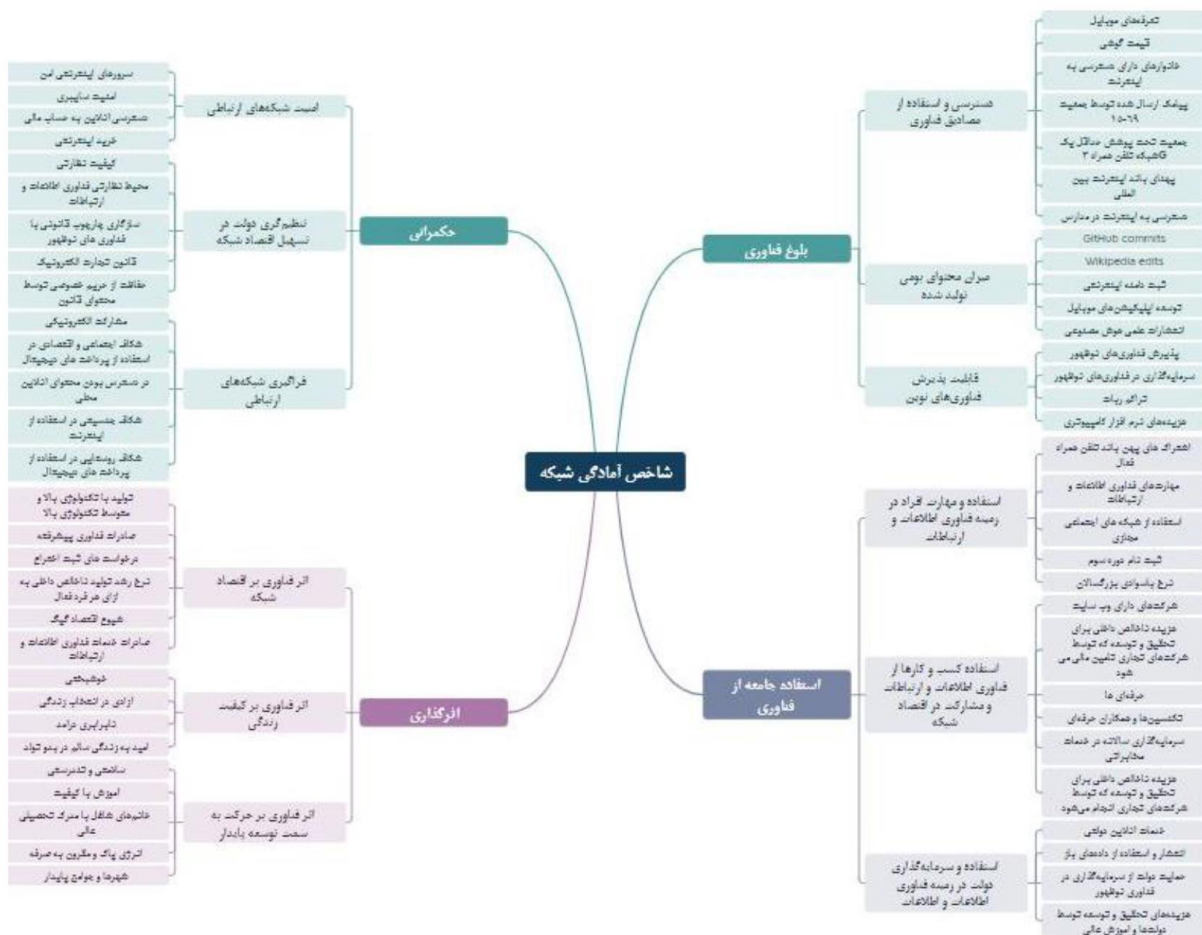 شاخص آمادگی شبکه
بلوغ فناوری
دسترسی و استفاده از
مصادیق فناوری
تعرفه‌های موبایل
قیمت گوشی
خانوارهای دارای دسترسی به
اینترنت
پیامک ارسال شده توسط جمعیت
۱۵-۶۹
جمعیت تحت پوشش حداقل یک
Gشبکه تلفن همراه ۳
پهنای باند اینترنت بین
المللی
دسترسی به اینترنت در مدارس
میزان محتوای بومی
تولید شده
GitHub commits
Wikipedia edits
ثبت دامنه اینترنتی
توسعه اپلیکیشن‌های موبایل
انتشارات علمی هوش مصنوعی
قابلیت پذیرش
فناوری‌های نوین
پذیرش فناوری‌های نوظهور
سرمایه‌گذاری در فناوری‌های نوظهور
تراکم ربات
هزینه‌های نرم افزار کامپیوتری
استفاده جامعه از
فناوری
استفاده و مهارت افراد در
زمینه فناوری اطلاعات و
ارتباطات
اشتراک های پهن باند تلفن همراه
فعال
مهارت‌های فناوری اطلاعات و
ارتباطات
استفاده از شبکه های اجتماعی
مجازی
ثبت نام دوره سوم
نرخ باسوادی بزرگسالان
استفاده کسب و کارها از
فناوری اطلاعات و ارتباطات
و مشارکت در اقتصاد
شبکه
شرکت‌های دارای وب سایت
هزینه ناخالص داخلی برای
تحقیق و توسعه که توسط
شرکت‌های تجاری تامین مالی می
شود
حرفه‌ای ها
تکنسین‌ها و همکاران حرفه‌ای
سرمایه‌گذاری سالانه در خدمات
مخابراتی
هزینه ناخالص داخلی برای
تحقیق و توسعه که توسط
شرکت‌های تجاری انجام می‌شود
استفاده و سرمایه‌گذاری
دولت در زمینه فناوری
اطلاعات و اطلاعات
خدمات آنلاین دولتی
انتشار و استفاده از داده‌های باز
حمایت دولت از سرمایه‌گذاری در
فناوری نوظهور
هزینه‌های تحقیق و توسعه توسط
دولت‌ها و آموزش عالی
حکمرانی
امنیت شبکه‌های ارتباطی
سرورهای اینترنتی امن
امنیت سایبری
دسترسی آنلاین به حساب مالی
خرید اینترنتی
تنظیم‌گری دولت در
تسهیل اقتصاد شبکه
کیفیت نظارتی
محیط نظارتی فناوری اطلاعات و
ارتباطات
سازگاری چارچوب قانونی با
فناوری های نوظهور
قانون تجارت الکترونیک
حفاظت از حریم خصوصی توسط
محتوای قانون
فراگیری شبکه‌های
ارتباطی
مشارکت الکترونیکی
شکاف اجتماعی و اقتصادی در
استفاده از پرداخت های دیجیتال
در دسترس بودن محتوای آنلاین
محلی
شکاف جنسیتی در استفاده از
اینترنت
شکاف روستایی در استفاده از
پرداخت های دیجیتال
اثرگذاری
اثر فناوری بر اقتصاد
شبکه
تولید با تکنولوژی بالا و
متوسط تکنولوژی بالا
صادرات فناوری پیشرفته
درخواست های ثبت اختراع
نرخ رشد تولید ناخالص داخلی به
ازای هر فرد فعال
شیوع اقتصاد گیگ
صادرات خدمات فناوری اطلاعات و
ارتباطات
اثر فناوری بر کیفیت
زندگی
خوشبختی
آزادی در انتخاب زندگی
نابرابری درآمد
امید به زندگی سالم در بدو تولد
اثر فناوری بر حرکت به
سمت توسعه پایدار
سلامتی و تندرستی
آموزش با کیفیت
خانم‌های شاغل با مدرک تحصیلی
عالی
انرژی پاک و مقرون به صرفه
شهرها و جوامع پایدار